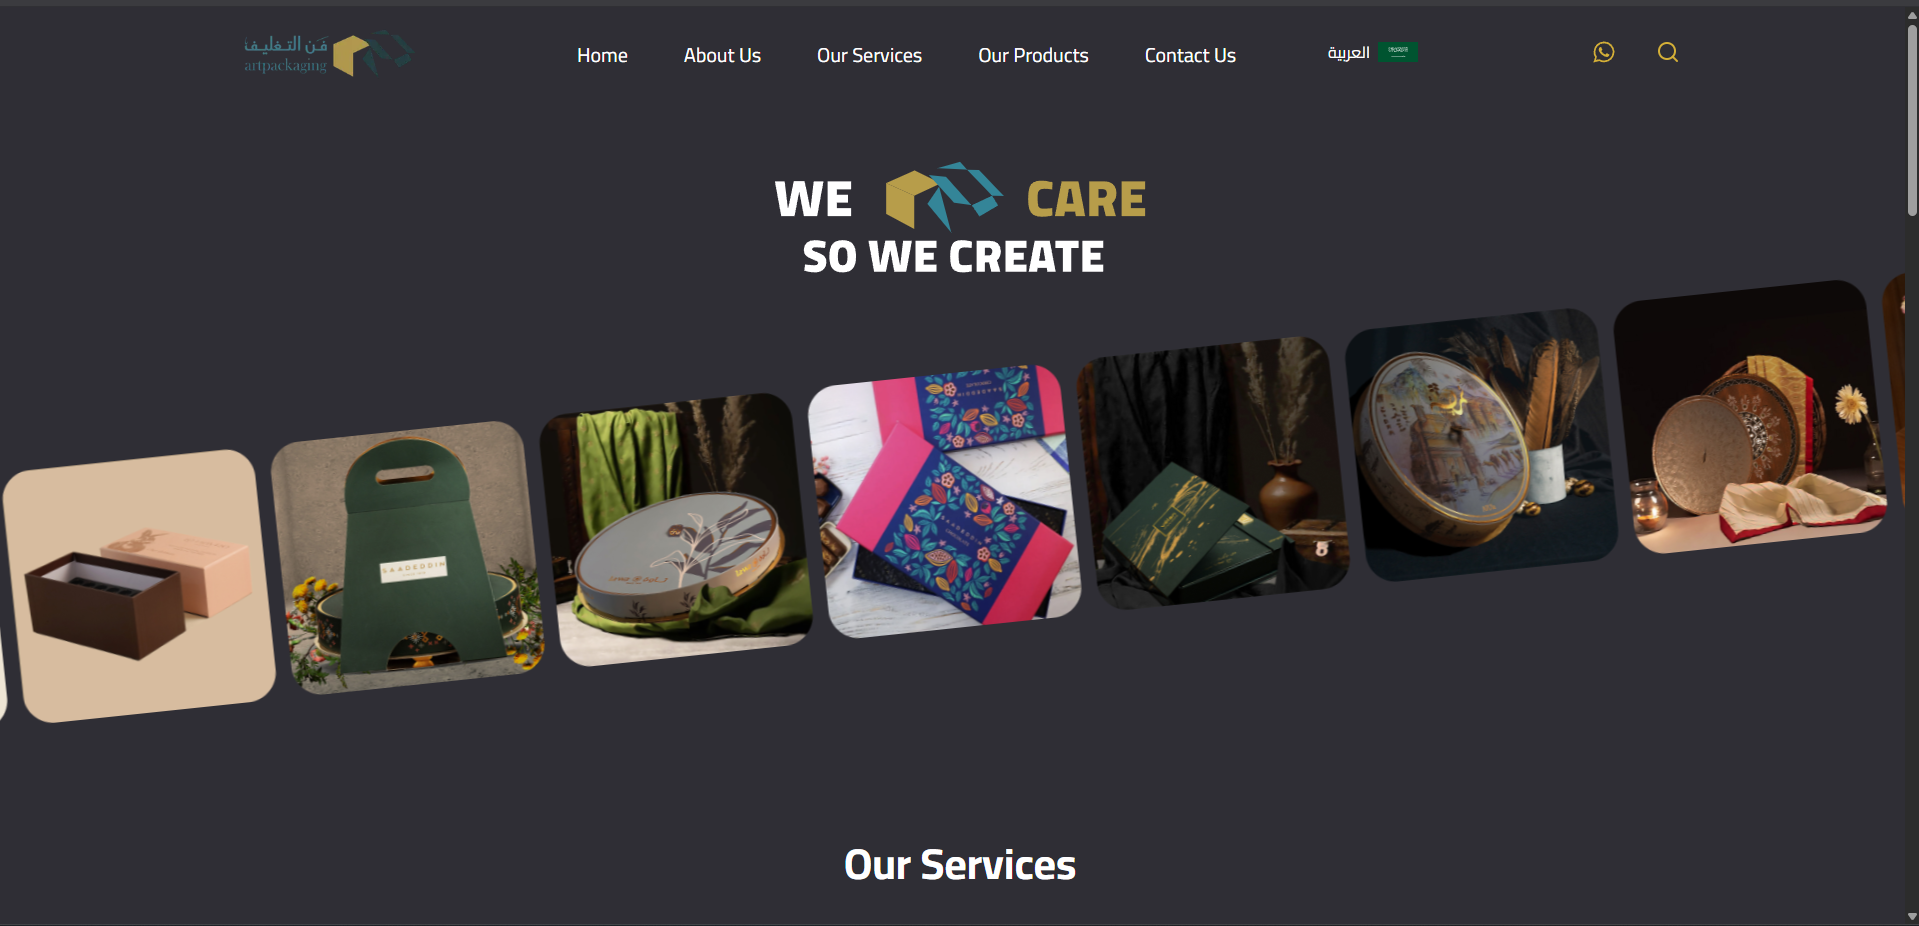 فن التغليف
artpackaging
Home
About Us
Our Services
Our Products
Contact Us
العربية
WE CARE
SO WE CREATE
SAADEDDIN
Our Services